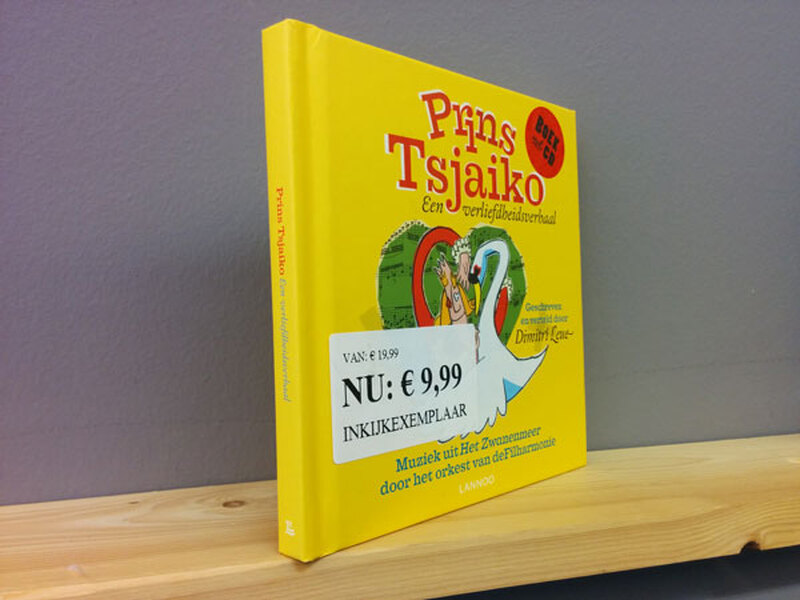 Prins
Tsjaiko
Een verliefdheidsverhaal
BOEK
met CD
Geschreven
en verteld door
Dimitri Leue
VAN: € 19,99
NU: € 9,99
INKIJKEXEMPLAAR
Muziek uit Het Zwanenmeer
door het orkest van deFilharmonie
LANNOO
Prins Tsjaiko Een verliefdheidsverhaal